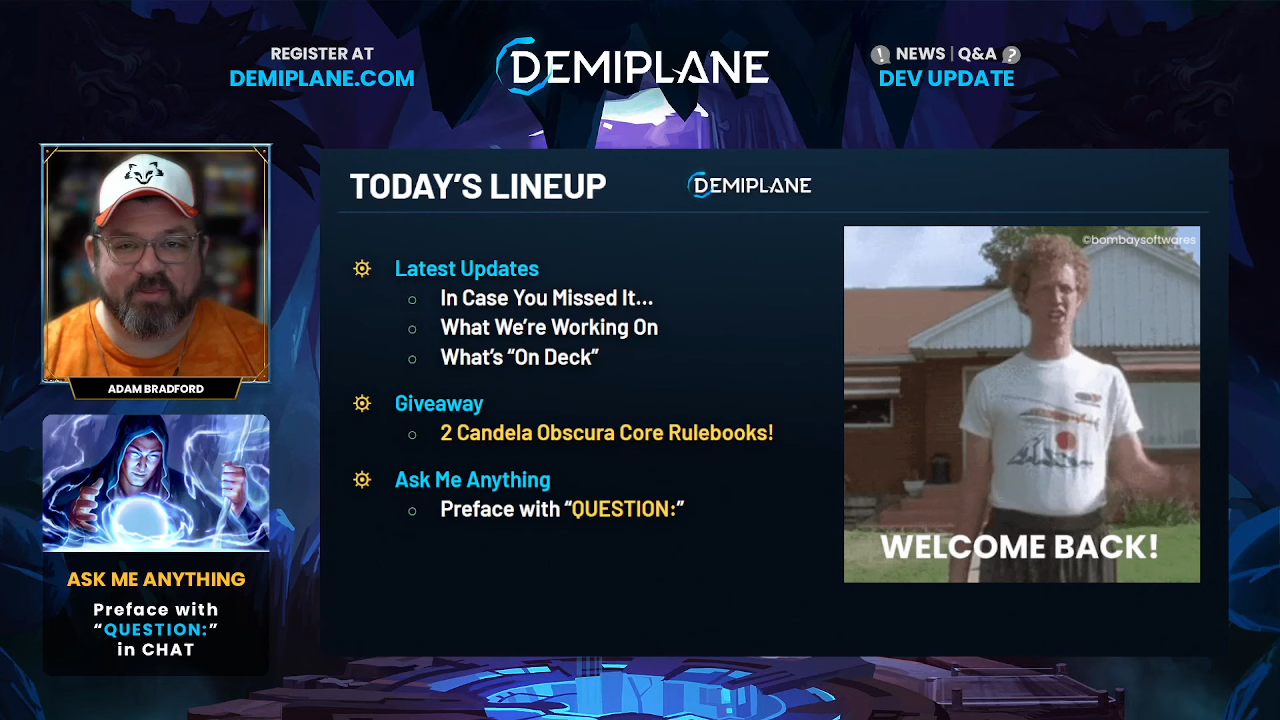 REGISTER AT
DEMIPLANE.COM
DEMIPLANE
NEWS | Q&A
DEV UPDATE
TODAY’S LINEUP
DEMIPLANE
©bombaysoftwares
Latest Updates
In Case You Missed It...
What We’re Working On
What’s “On Deck”
Giveaway
2 Candela Obscura Core Rulebooks!
Ask Me Anything
Preface with “QUESTION:”
WELCOME BACK!
ADAM BRADFORD
ASK ME ANYTHING
Preface with
“QUESTION:”
in CHAT